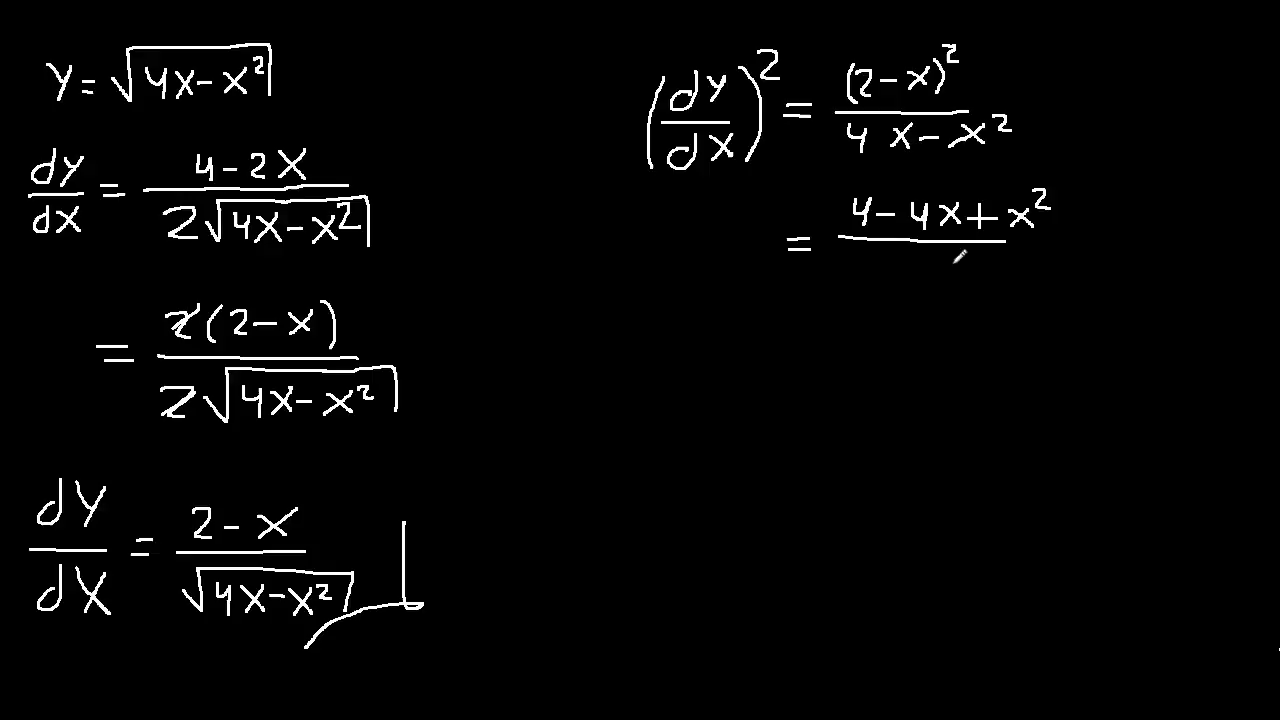 y = √(4x - x²)
dy/dx = (4 - 2x)/(2√(4x - x²))
= 2(2 - x)/(2√(4x - x²))
dy/dx = (2 - x)/√(4x - x²)
(dy/dx)² = (2 - x)²/(4x - x²)
= 4 - 4x + x²